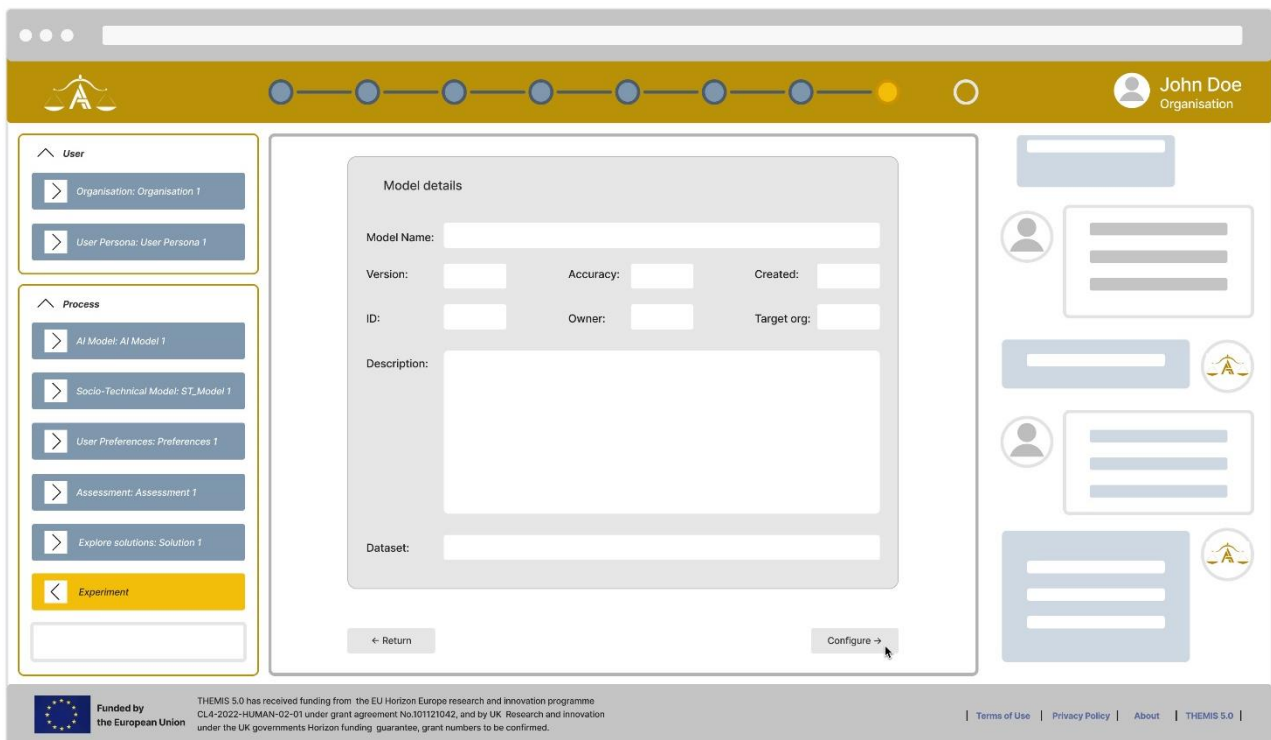 John Doe
Organisation
User
Organisation: Organisation 1
User Persona: User Persona 1
Process
AI Model: AI Model 1
Socio-Technical Model: ST_Model 1
User Preferences: Preferences 1
Assessment: Assessment 1
Explore solutions: Solution 1
Experiment
Model details
Model Name:
Version: Accuracy: Created:
ID: Owner: Target org:
Description:
Dataset:
← Return Configure →
Funded by
the European Union
THEMIS 5.0 has received funding from the EU Horizon Europe research and innovation programme
CL4-2022-HUMAN-02-01 under grant agreement No.101121042, and by UK Research and innovation
under the UK governments Horizon funding guarantee, grant numbers to be confirmed.
| Terms of Use | Privacy Policy | About | THEMIS 5.0 |